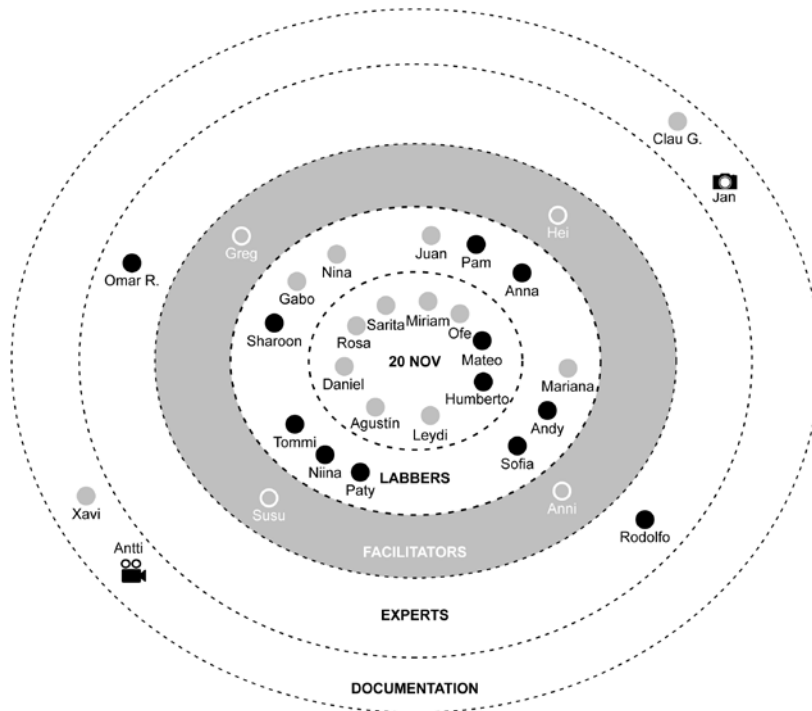 Clau G.
Jan
Greg
Hei
Omar R.
Juan
Pam
Nina
Anna
Gabo
Sarita
Miriam
Ofe
Sharoon
Rosa
20 NOV
Mateo
Daniel
Mariana
Humberto
Agustín
Leydi
Andy
Tommi
Sofia
Niina
Paty
LABBERS
Xavi
Susu
Anni
Rodolfo
Antti
FACILITATORS
EXPERTS
DOCUMENTATION